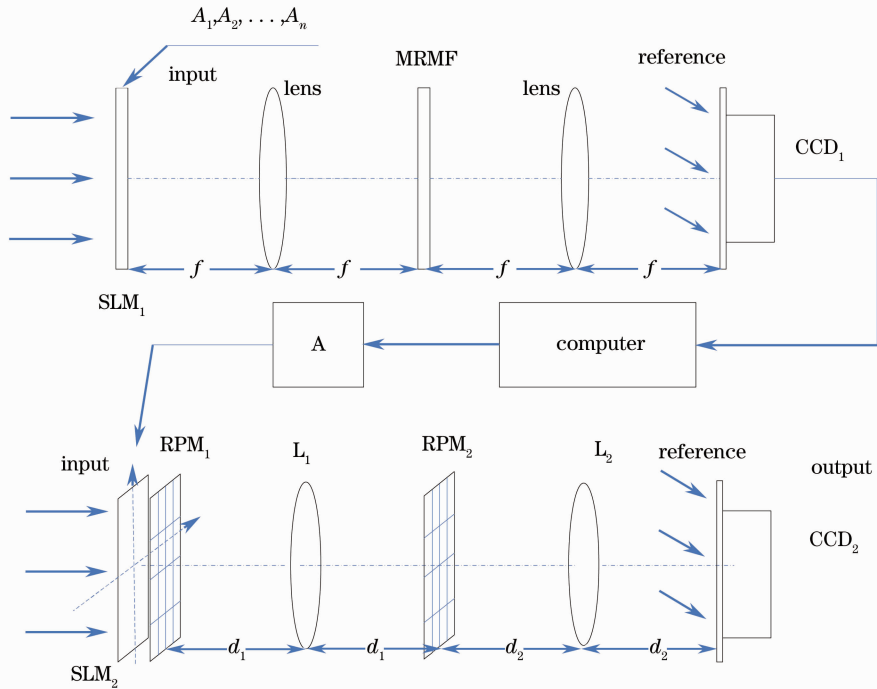 A₁,A₂, . . . ,Aₙ
input
lens
MRMF
lens
reference
CCD₁
f
f
f
f
SLM₁
A
computer
input
RPM₁
L₁
RPM₂
L₂
reference
output
CCD₂
d₁
d₁
d₂
d₂
SLM₂